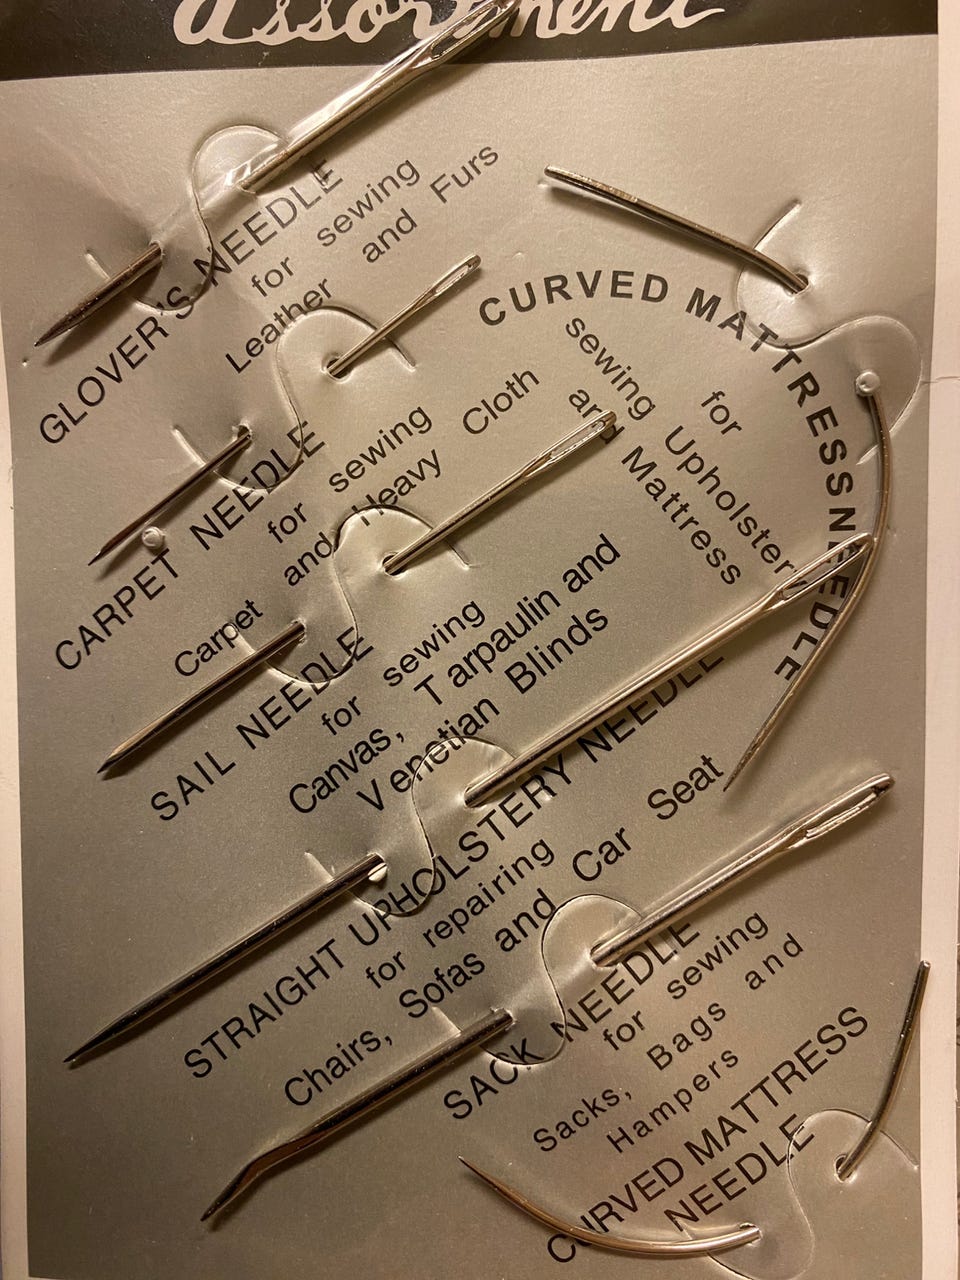 assortment
GLOVER'S NEEDLE
for sewing
Leather and Furs
CURVED MATTRESSNEEDLE
for
sewing Upholstery
and Mattress
CARPET NEEDLE
for sewing
Carpet and Heavy Cloth
SAIL NEEDLE
for sewing
Canvas, Tarpaulin and
Venetian Blinds
STRAIGHT UPHOLSTERY NEEDLE
for repairing
Chairs, Sofas and Car Seat
SACK NEEDLE
for sewing
Sacks, Bags and
Hampers
CURVED MATTRESS
NEEDLE